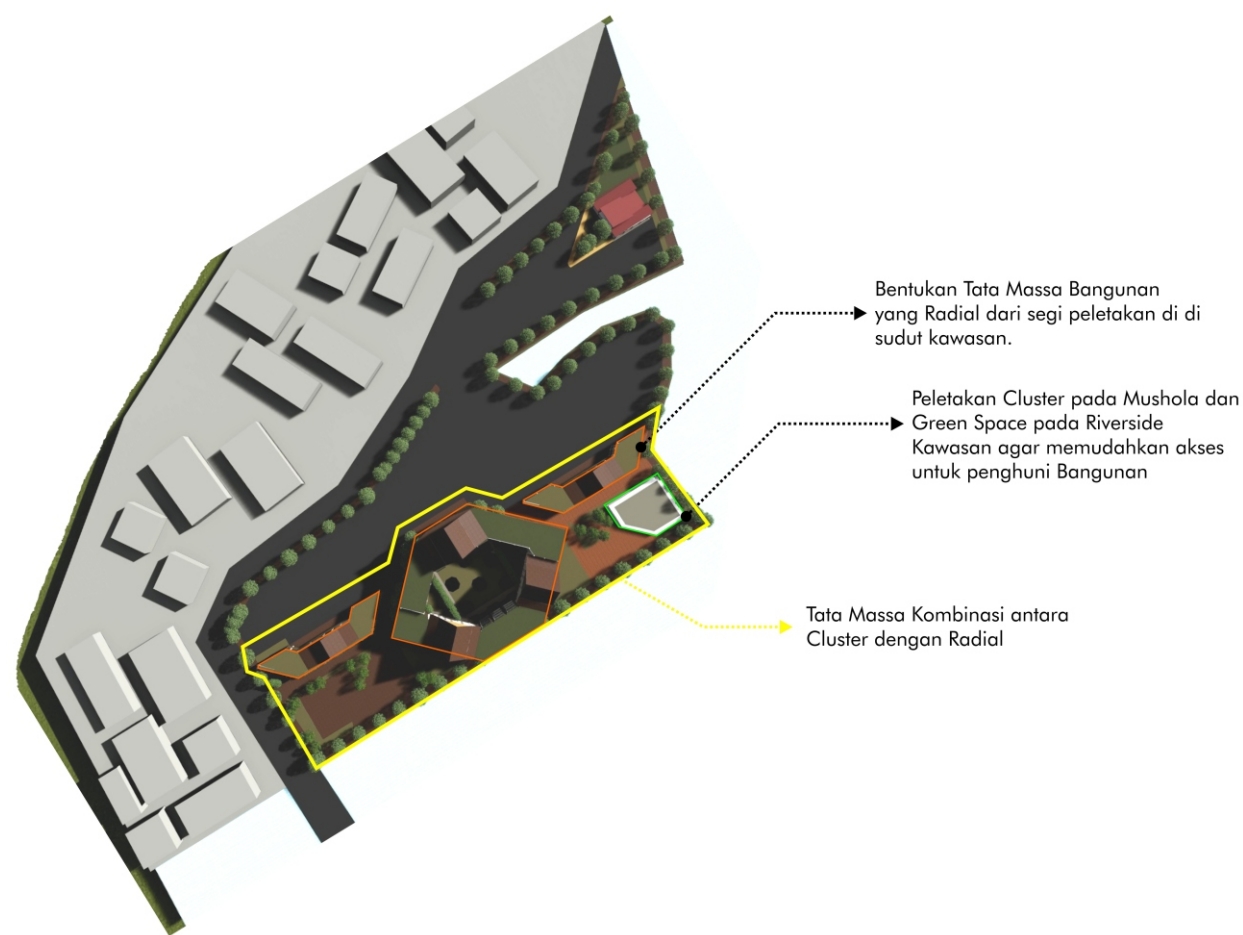 Bentukan Tata Massa Bangunan
yang Radial dari segi peletakan di di
sudut kawasan.
Peletakan Cluster pada Mushola dan
Green Space pada Riverside
Kawasan agar memudahkan akses
untuk penghuni Bangunan
Tata Massa Kombinasi antara
Cluster dengan Radial